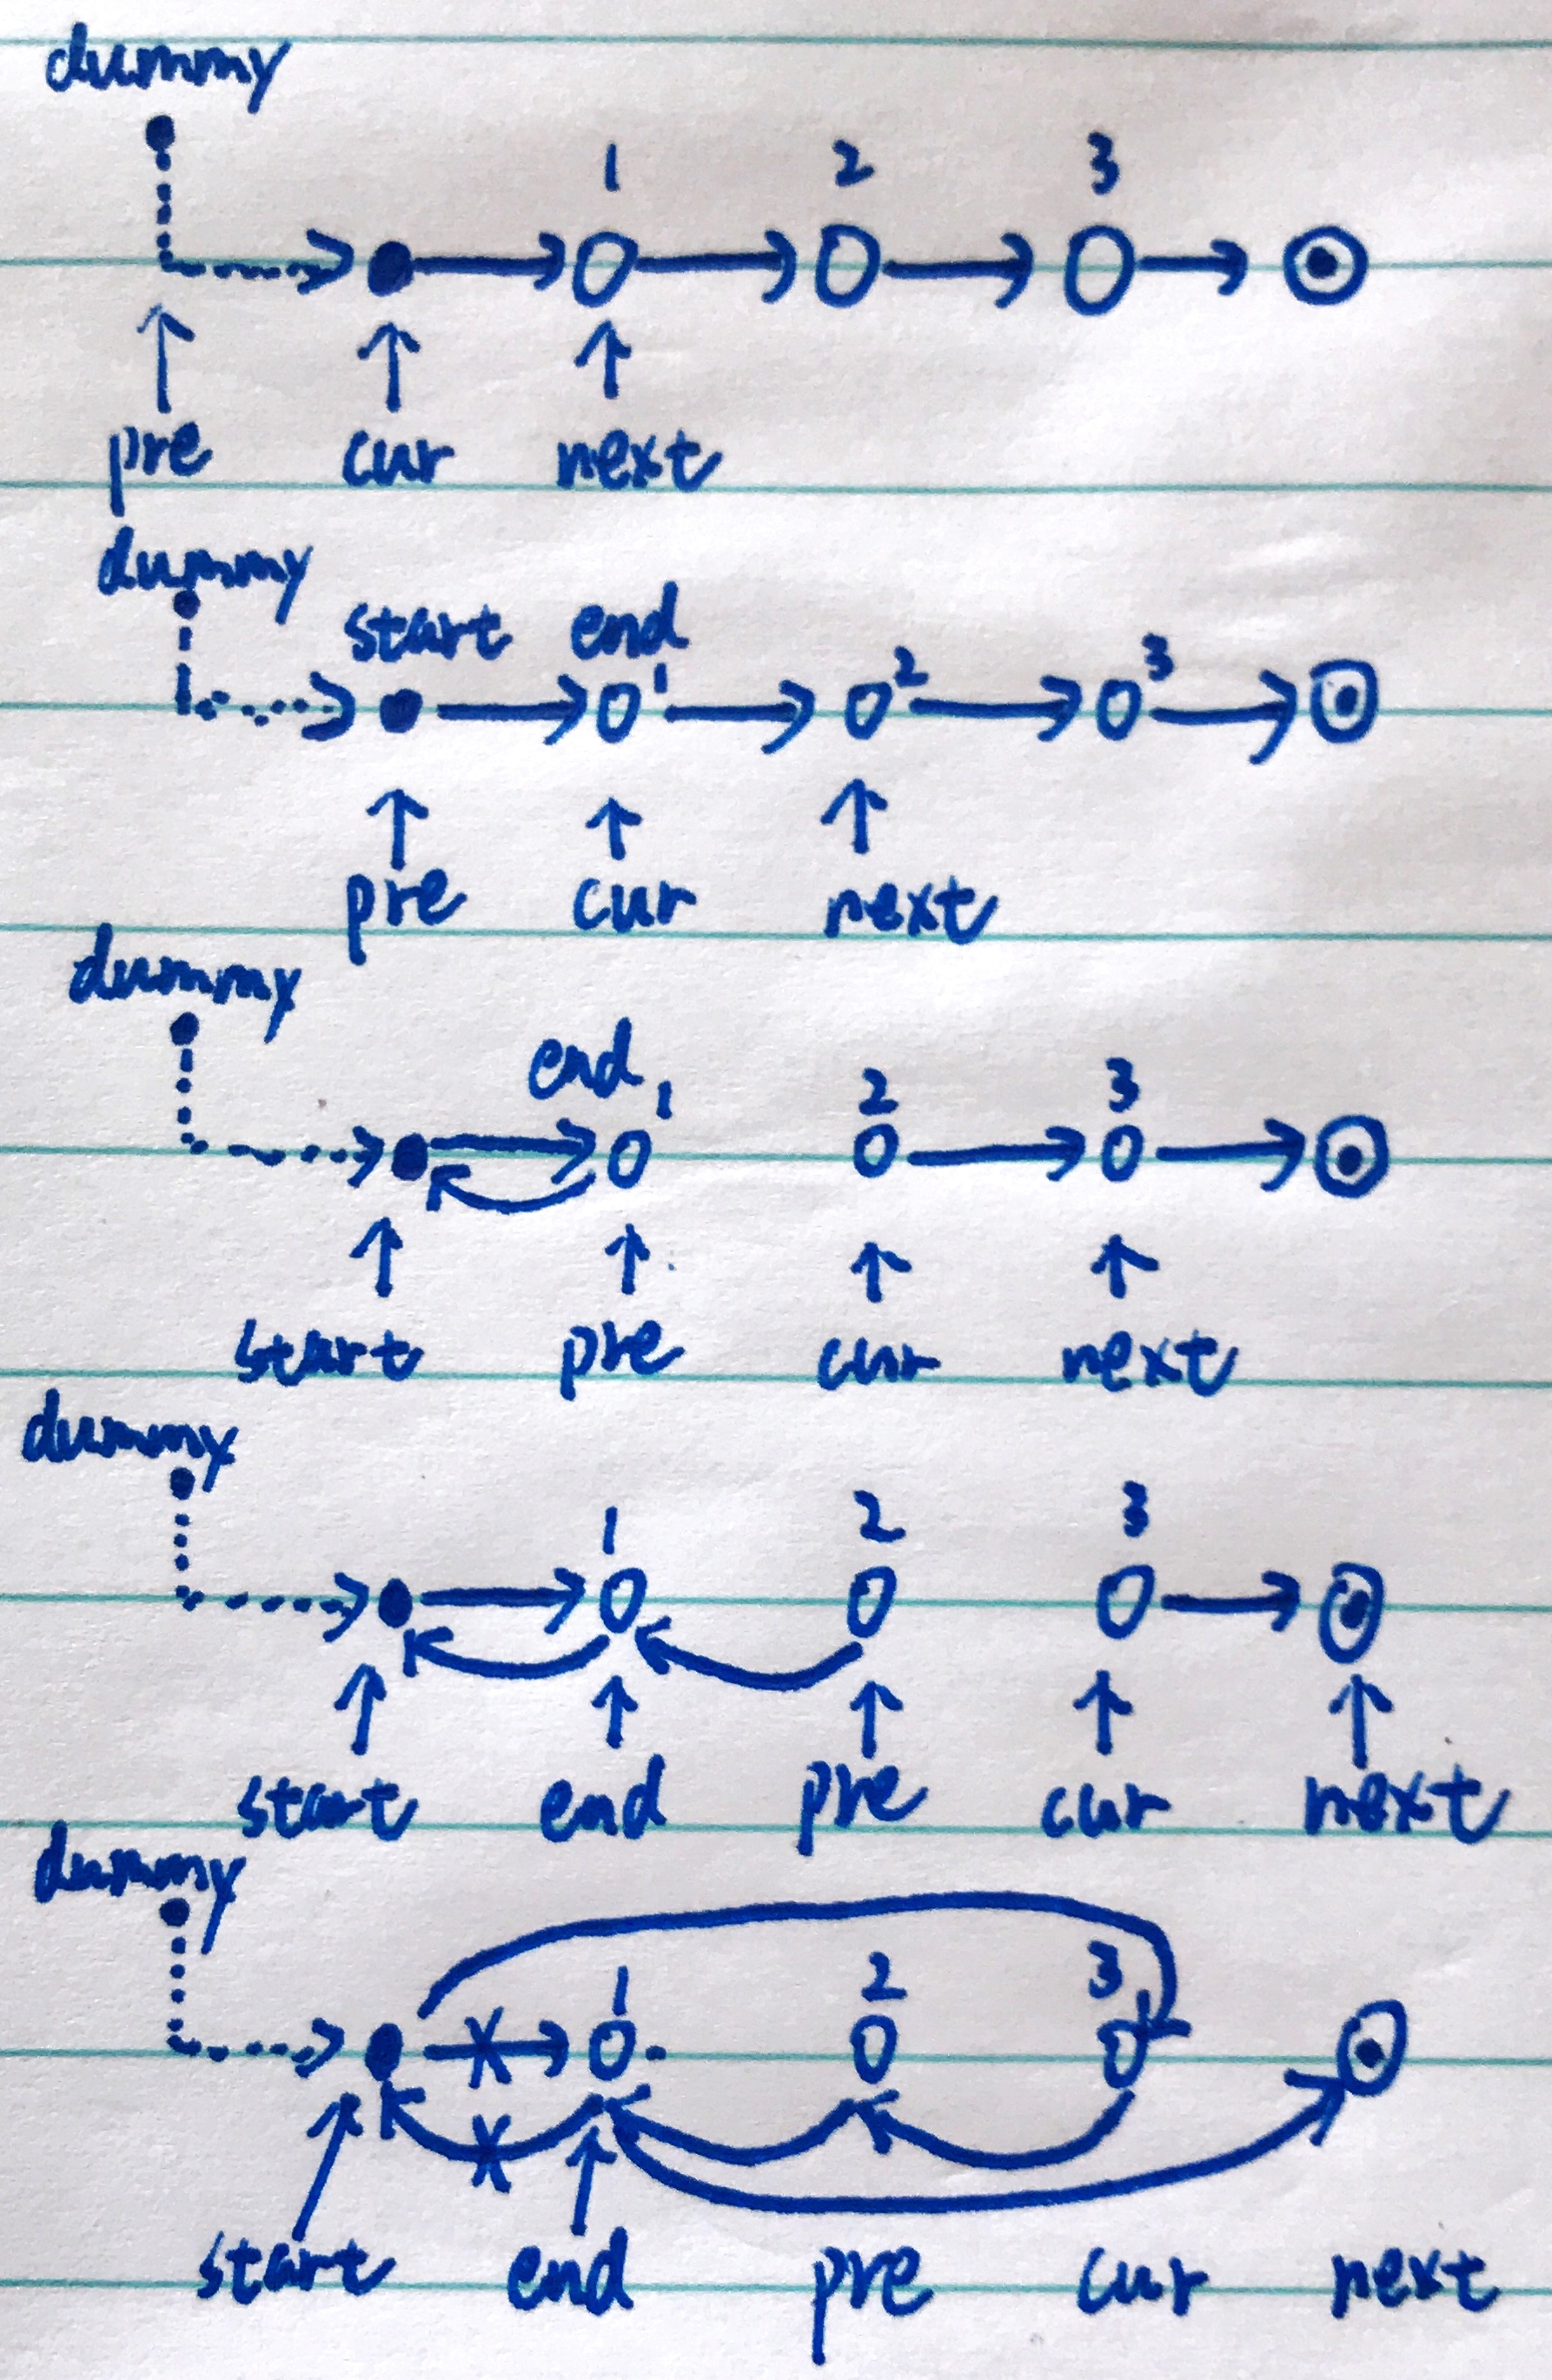 dummy
1 2 3
pre cur next
dummy
start end
1 2 3
pre cur next
dummy
end 1 2 3
start pre cur next
dummy
1 2 3
start end pre cur next
dummy
1 2 3
start end pre cur next